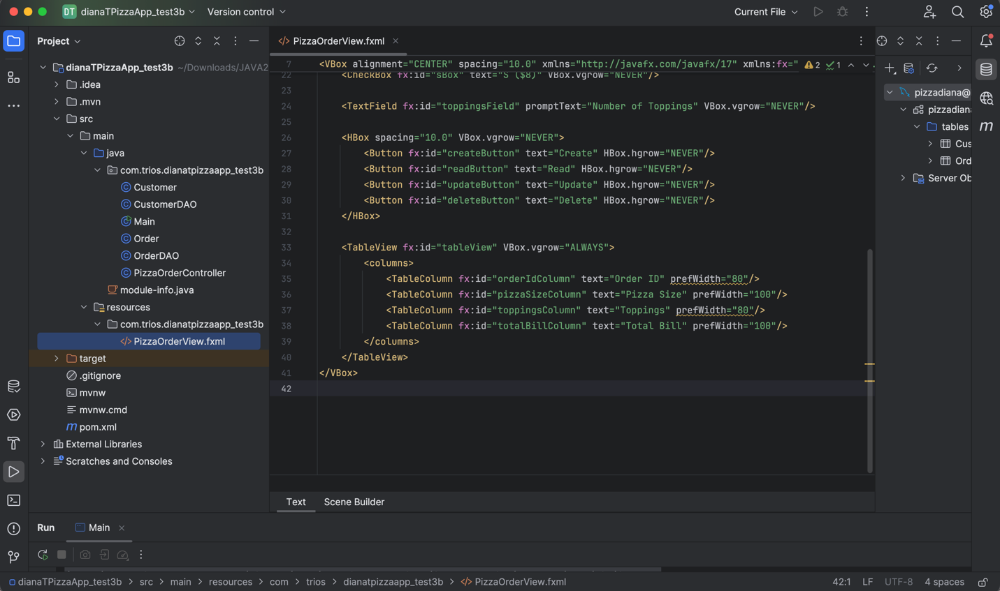 DT dianaTPizzaApp_test3b Version control Current File
Project
dianaTPizzaApp_test3b ~/Downloads/JAVA2
.idea
.mvn
src
main
java
com.trios.dianatpizzaapp_test3b
Customer
CustomerDAO
Main
Order
OrderDAO
PizzaOrderController
module-info.java
resources
com.trios.dianatpizzaapp_test3b
PizzaOrderView.fxml
target
.gitignore
mvnw
mvnw.cmd
m pom.xml
External Libraries
Scratches and Consoles
</> PizzaOrderView.fxml
7 <VBox alignment="CENTER" spacing="10.0" xmlns="http://javafx.com/javafx/17" xmlns:fx=" 2 1
22 <CheckBox fx:id="sBox" text="S ($8)" VBox.vgrow="NEVER"/>
23
24 <TextField fx:id="toppingsField" promptText="Number of Toppings" VBox.vgrow="NEVER"/>
25
26 <HBox spacing="10.0" VBox.vgrow="NEVER">
27 <Button fx:id="createButton" text="Create" HBox.hgrow="NEVER"/>
28 <Button fx:id="readButton" text="Read" HBox.hgrow="NEVER"/>
29 <Button fx:id="updateButton" text="Update" HBox.hgrow="NEVER"/>
30 <Button fx:id="deleteButton" text="Delete" HBox.hgrow="NEVER"/>
31 </HBox>
32
33 <TableView fx:id="tableView" VBox.vgrow="ALWAYS">
34 <columns>
35 <TableColumn fx:id="orderIdColumn" text="Order ID" prefWidth="80"/>
36 <TableColumn fx:id="pizzaSizeColumn" text="Pizza Size" prefWidth="100"/>
37 <TableColumn fx:id="toppingsColumn" text="Toppings" prefWidth="80"/>
38 <TableColumn fx:id="totalBillColumn" text="Total Bill" prefWidth="100"/>
39 </columns>
40 </TableView>
41 </VBox>
42
Text Scene Builder
pizzadiana@
pizzadiana
tables
Cus
Ord
Server Ob
m
Run Main
dianaTPizzaApp_test3b > src > main > resources > com > trios > dianatpizzaapp_test3b > </> PizzaOrderView.fxml 42:1 LF UTF-8 4 spaces